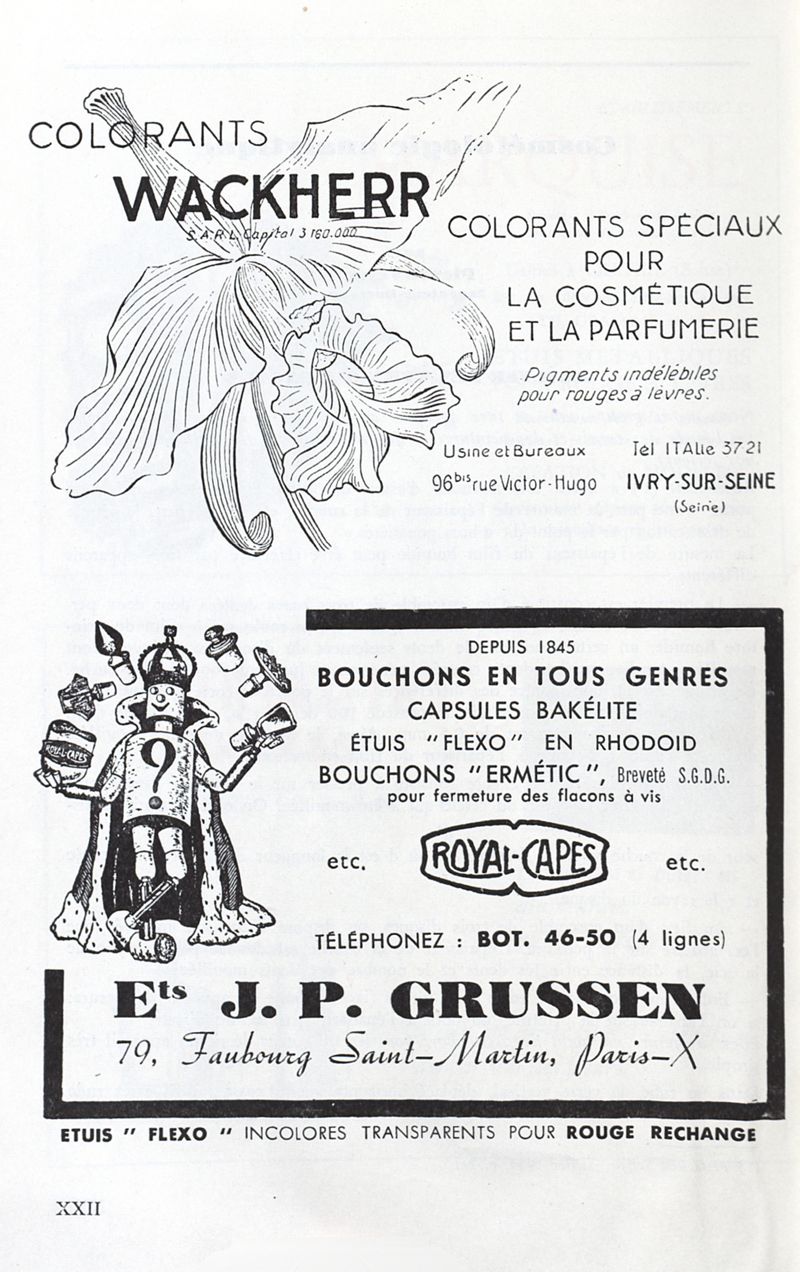 COLORANTS
WACKHERR
S.A.R.L Capital 3 160.000
COLORANTS SPÉCIAUX
POUR
LA COSMÉTIQUE
ET LA PARFUMERIE
Pigments indélébiles
pour rouges à lèvres.
Usine et Bureaux Tél ITALie 37 21
96bis rue Victor-Hugo IVRY-SUR-SEINE
(Seine)
DEPUIS 1845
BOUCHONS EN TOUS GENRES
CAPSULES BAKÉLITE
ÉTUIS "FLEXO" EN RHODOID
BOUCHONS "ERMÉTIC", Breveté S.G.D.G.
pour fermeture des flacons à vis
ROYAL-CAPES
?
etc. ROYAL-CAPES etc.
TÉLÉPHONEZ : BOT. 46-50 (4 lignes)
Ets J. P. GRUSSEN
79, Faubourg Saint-Martin, Paris-X
ETUIS " FLEXO " INCOLORES TRANSPARENTS POUR ROUGE RECHANGE
XXII